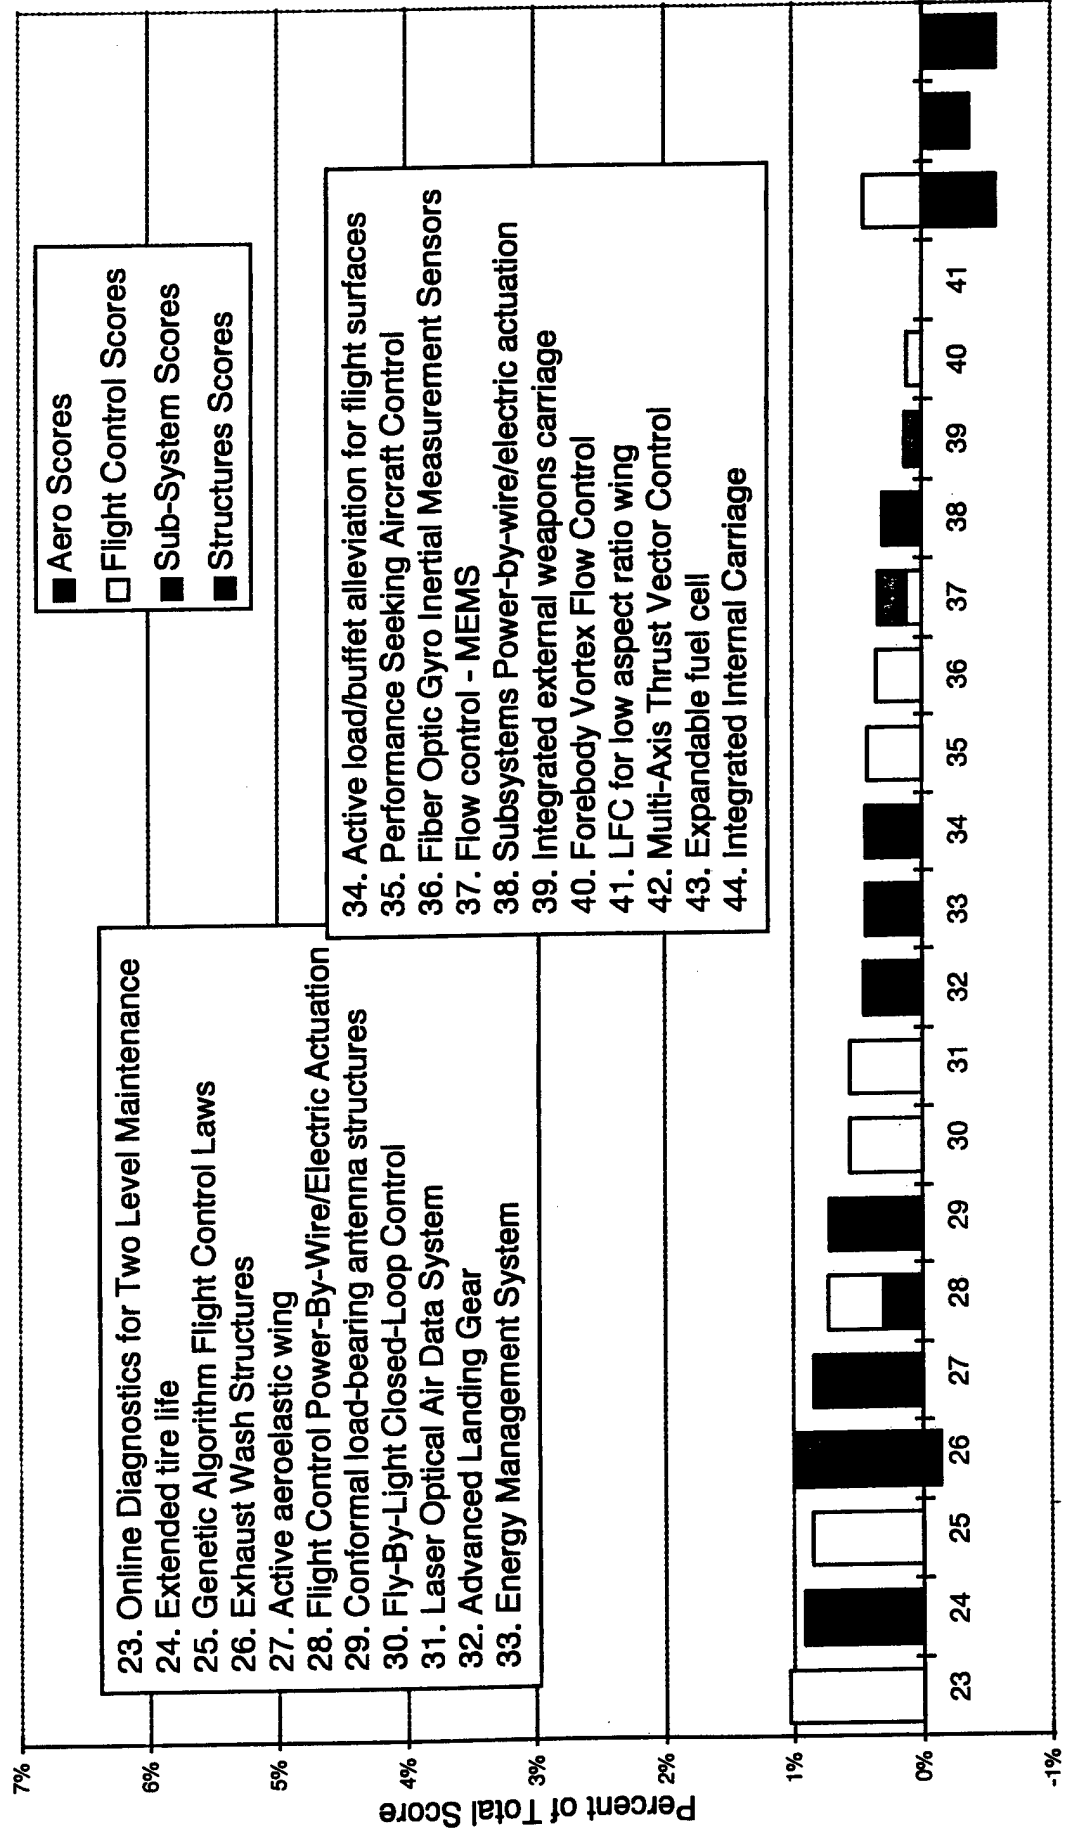 Percent of Total Score
7%
6%
5%
4%
3%
2%
1%
0%
-1%
Aero Scores
Flight Control Scores
Sub-System Scores
Structures Scores
23. Online Diagnostics for Two Level Maintenance
24. Extended tire life
25. Genetic Algorithm Flight Control Laws
26. Exhaust Wash Structures
27. Active aeroelastic wing
28. Flight Control Power-By-Wire/Electric Actuation
29. Conformal load-bearing antenna structures
30. Fly-By-Light Closed-Loop Control
31. Laser Optical Air Data System
32. Advanced Landing Gear
33. Energy Management System
34. Active load/buffet alleviation for flight surfaces
35. Performance Seeking Aircraft Control
36. Fiber Optic Gyro Inertial Measurement Sensors
37. Flow control - MEMS
38. Subsystems Power-by-wire/electric actuation
39. Integrated external weapons carriage
40. Forebody Vortex Flow Control
41. LFC for low aspect ratio wing
42. Multi-Axis Thrust Vector Control
43. Expandable fuel cell
44. Integrated Internal Carriage
23 24 25 26 27 28 29 30 31 32 33 34 35 36 37 38 39 40 41